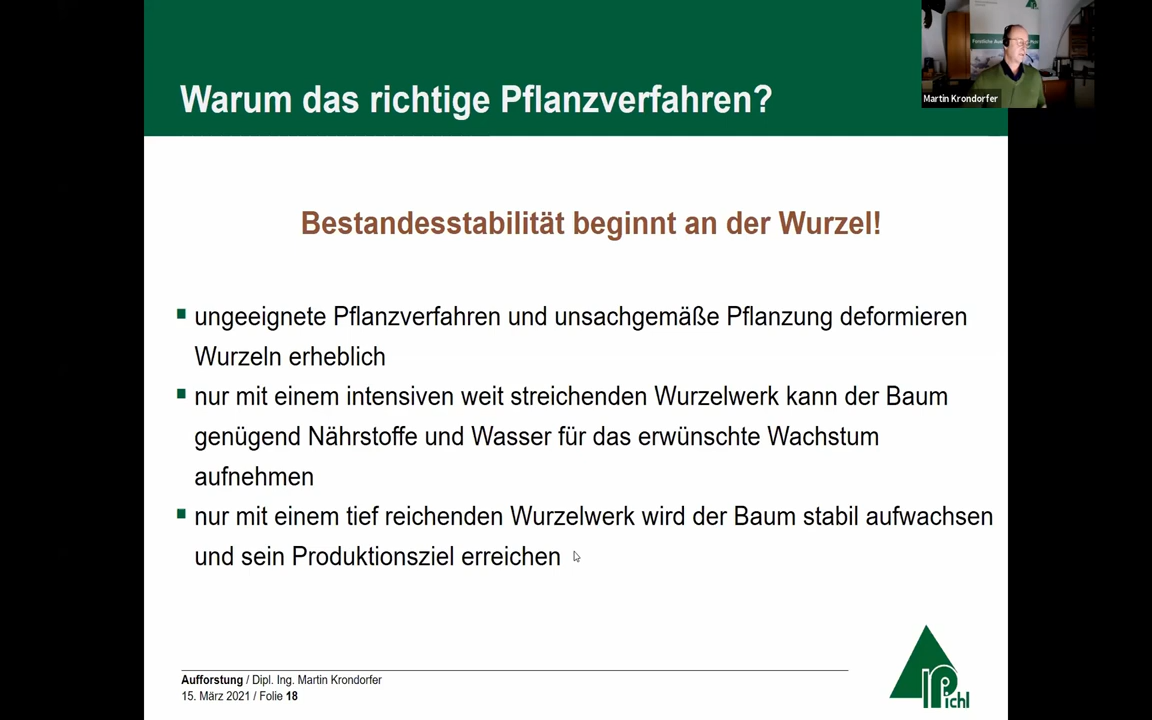 Warum das richtige Pflanzverfahren?
Martin Krondorfer
Bestandesstabilität beginnt an der Wurzel!
ungeeignete Pflanzverfahren und unsachgemäße Pflanzung deformieren
Wurzeln erheblich
nur mit einem intensiven weit streichenden Wurzelwerk kann der Baum
genügend Nährstoffe und Wasser für das erwünschte Wachstum
aufnehmen
nur mit einem tief reichenden Wurzelwerk wird der Baum stabil aufwachsen
und sein Produktionsziel erreichen
Aufforstung / Dipl. Ing. Martin Krondorfer
15. März 2021 / Folie 18
Pichl